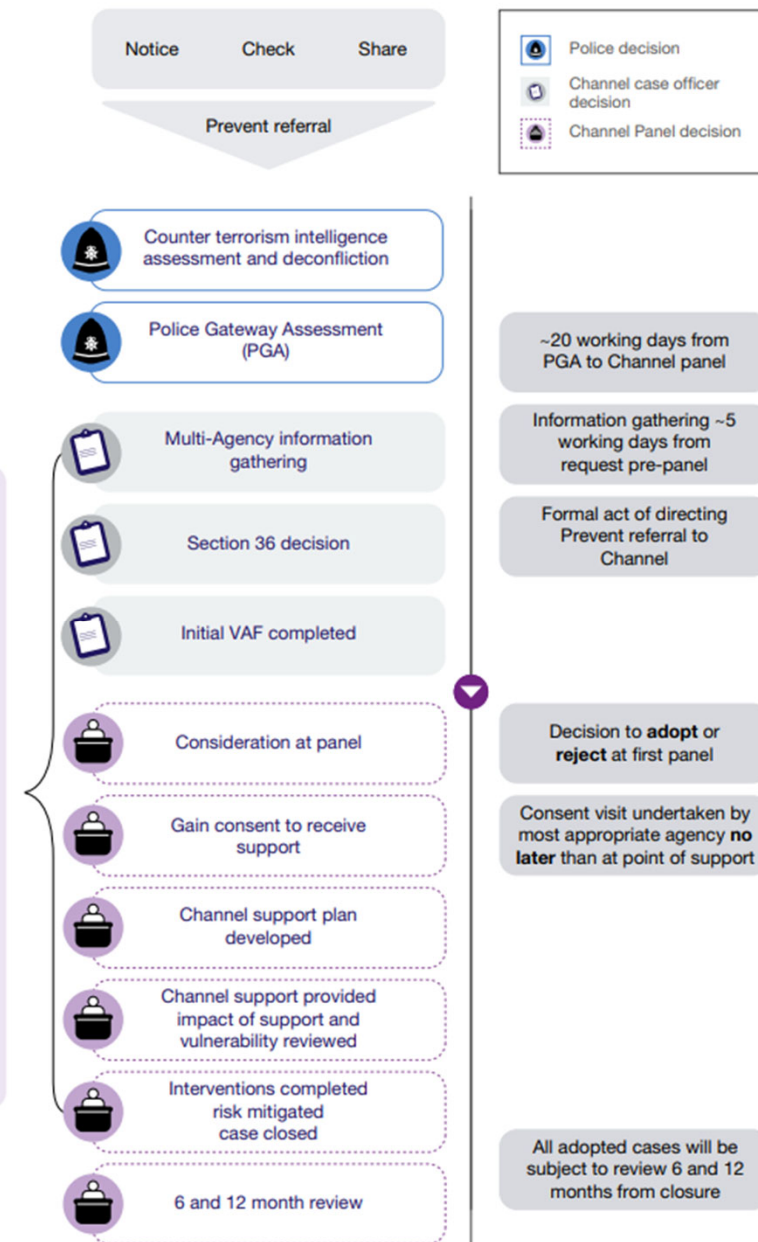 Notice Check Share
Prevent referral
Police decision
Channel case officer
decision
Channel Panel decision
Counter terrorism intelligence
assessment and deconfliction
Police Gateway Assessment
(PGA)
~20 working days from
PGA to Channel panel
Multi-Agency information
gathering
Information gathering ~5
working days from
request pre-panel
Section 36 decision
Formal act of directing
Prevent referral to
Channel
Initial VAF completed
Consideration at panel
Decision to adopt or
reject at first panel
Gain consent to receive
support
Consent visit undertaken by
most appropriate agency no
later than at point of support
Channel support plan
developed
Channel support provided
impact of support and
vulnerability reviewed
Interventions completed
risk mitigated
case closed
6 and 12 month review
All adopted cases will be
subject to review 6 and 12
months from closure